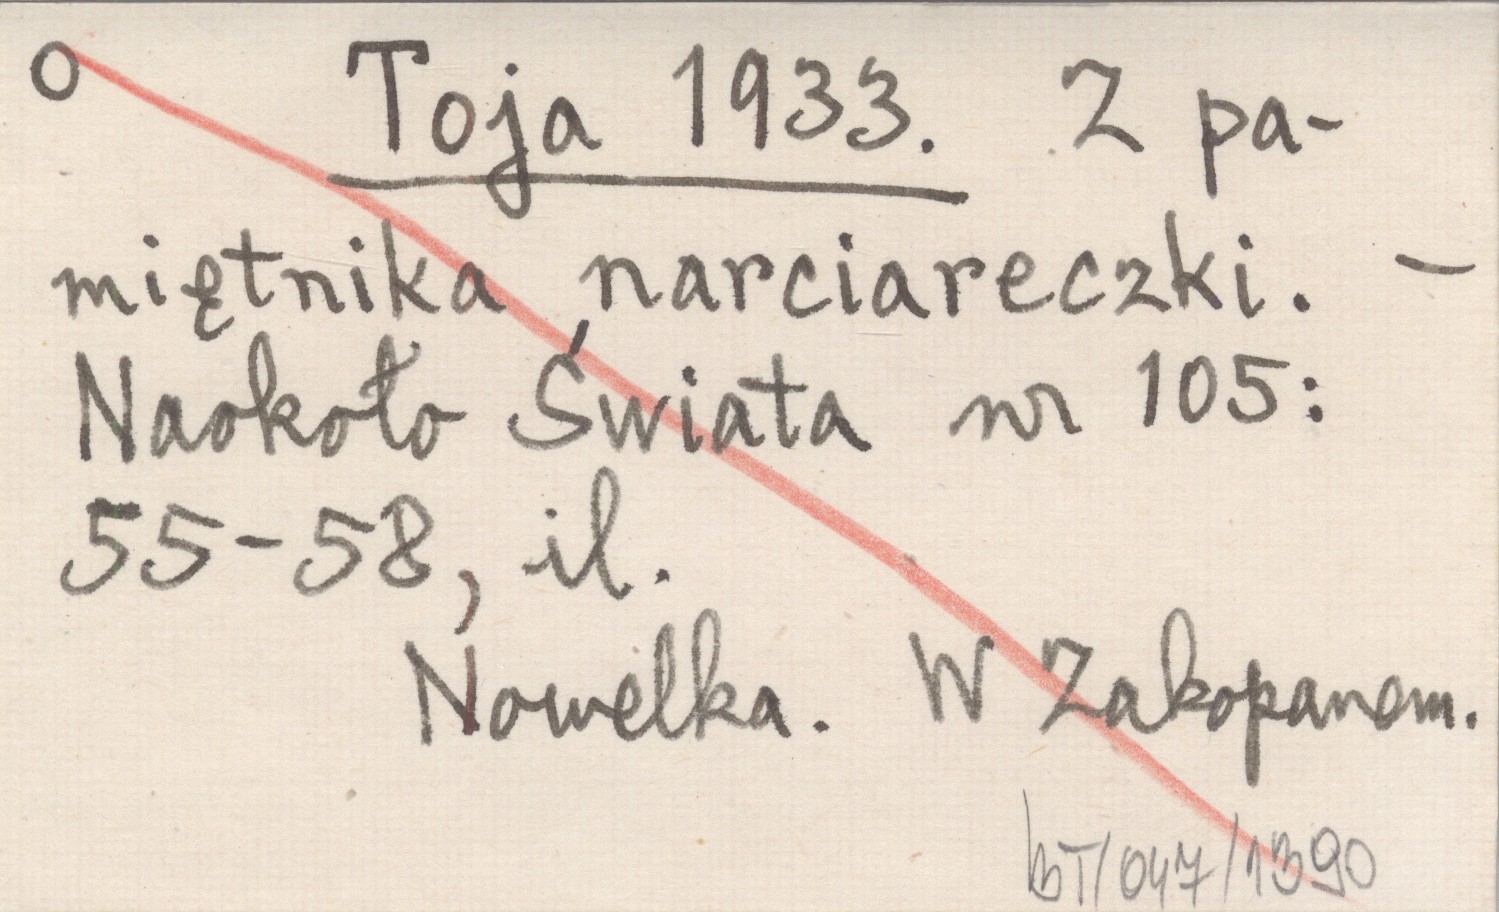 O Toja 1933. Z pa-
miętnika narciareczki. –
Naokoło Świata nr 105:
55-58, il.
Nowelka. W Zakopanem.
BT/047/1390